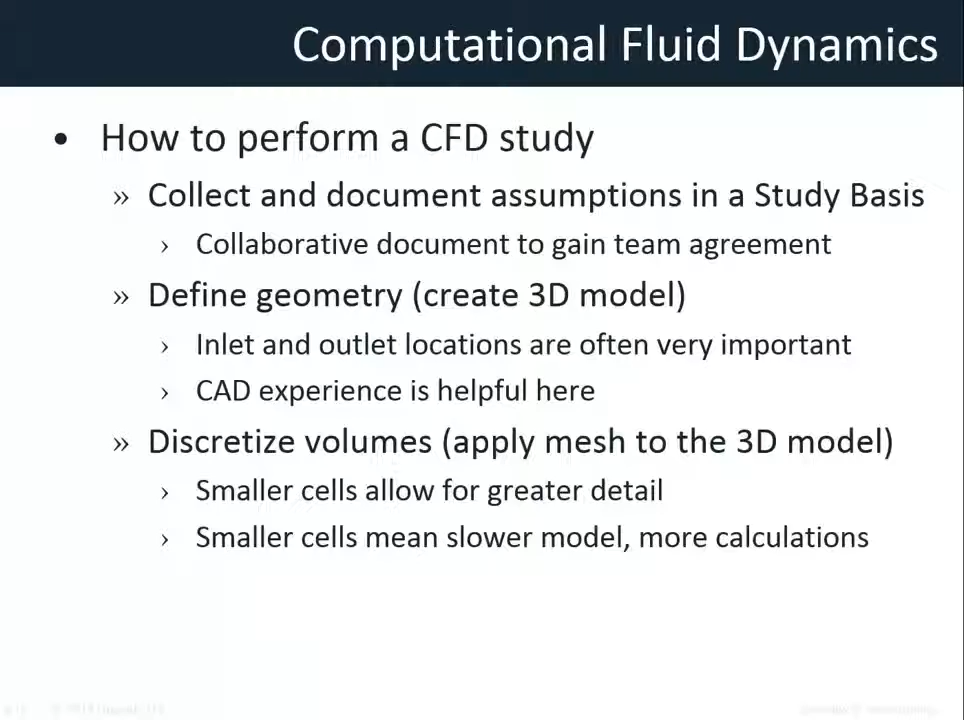 Computational Fluid Dynamics
• How to perform a CFD study
» Collect and document assumptions in a Study Basis
› Collaborative document to gain team agreement
» Define geometry (create 3D model)
› Inlet and outlet locations are often very important
› CAD experience is helpful here
» Discretize volumes (apply mesh to the 3D model)
› Smaller cells allow for greater detail
› Smaller cells mean slower model, more calculations